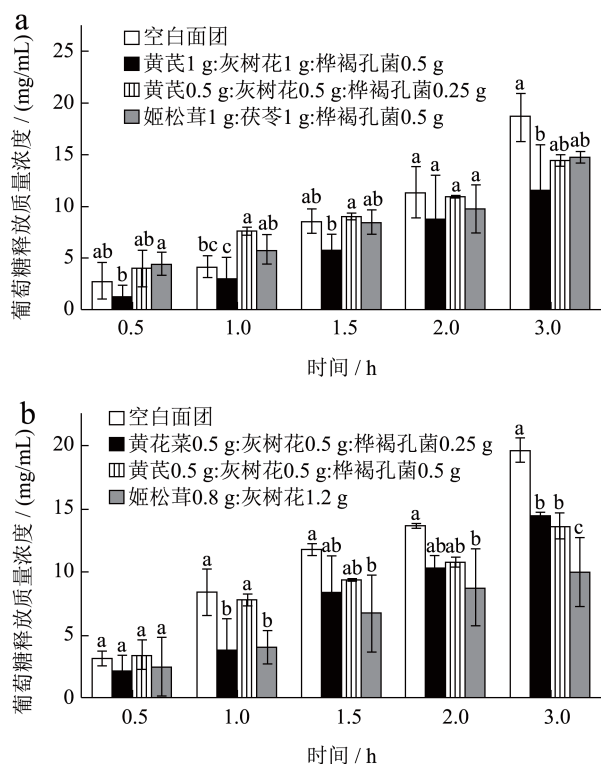 a
空白面团
黄芪1 g:灰树花1 g:桦褐孔菌0.5 g
黄芪0.5 g:灰树花0.5 g:桦褐孔菌0.25 g
姬松茸1 g:茯苓1 g:桦褐孔菌0.5 g
葡萄糖释放质量浓度 / (mg/mL)
25
20
15
10
5
0
ab b ab a
bc c a ab
ab b a ab
a a a a
a b ab ab
0.5 1.0 1.5 2.0 3.0
时间 / h
b
空白面团
黄花菜0.5 g:灰树花0.5 g:桦褐孔菌0.25 g
黄芪0.5 g:灰树花0.5 g:桦褐孔菌0.5 g
姬松茸0.8 g:灰树花1.2 g
葡萄糖释放质量浓度 / (mg/mL)
20
15
10
5
0
a a a a
a b a b
a ab b b
a ab ab b
a b b c
0.5 1.0 1.5 2.0 3.0
时间 / h